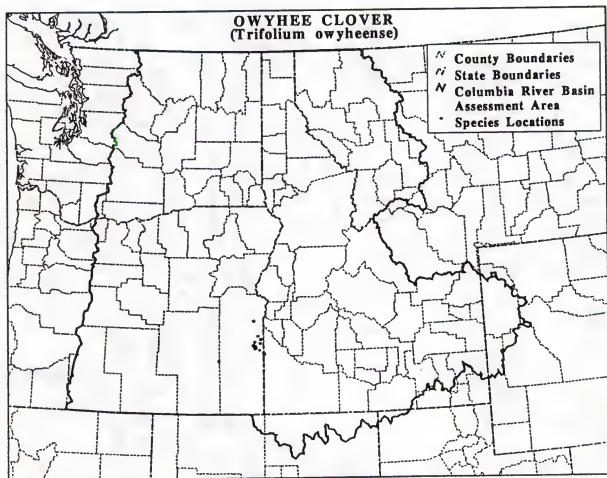 OWYHEE CLOVER
(Trifolium owyheense)
County Boundaries
State Boundaries
Columbia River Basin
Assessment Area
Species Locations